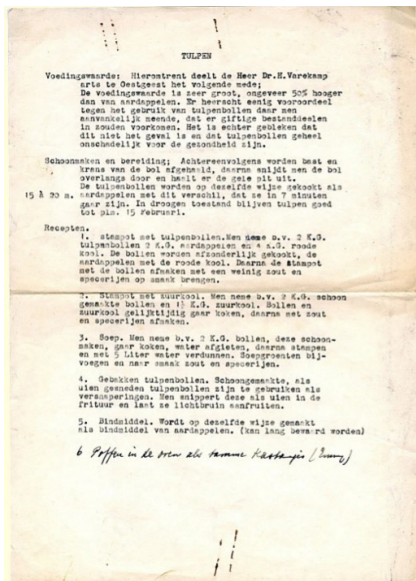 TULPEN
Voedingswaarde: Hieromtrent deelt de Heer Dr.H.Varekamp
arts te Oestgeest het volgende mede;
De voedingswaarde is zeer groot, ongeveer 50% hooger
dan van aardappelen. Er heerscht eenig vooroordeel
tegen het gebruik van tulpenbollen daar men
aanvankelijk meende, dat er giftige bestanddeelen
in zouden voorkomen. Het is echter gebleken dat
dit niet het geval is en dat tulpenbollen geheel
onschadelijk voor de gezondheid zijn.
Schoonmaken en bereiding; Achtereenvolgens worden bast en
krans van de bol afgehaald, daarna snijdt men de bol
overlangs door en haalt er de gele pit uit.
De tulpenbollen worden op dezelfde wijze gekookt als
15 à 20 m. aardappelen met dit verschil, dat ze in 7 minuten
gaar zijn. In droogen toestand blijven tulpen goed
tot plm. 15 Februari.
Recepten.
1. stampot met tulpenbollen.Men neme b.v. 2 K.G.
tulpenbollen 2 K.G. aardappelen en 4 K.G. roode
kool. De bollen worden afzonderlijk gekookt, de
aardappelen met de roode kool. Daarna de stampot
met de bollen afmaken met een weinig zout en
specerijen op smaak brengen.
2. Stampot met zuurkool. Men neme b.v. 2 K.G. schoon
gemaakte bollen en 1½ K.G. zuurkool. Bollen en
zuurkool gelijktijdig gaar koken, daarna met zout
en specerijen afmaken.
3. Soep. Men neme b.v. 2 K.G. bollen, deze schoon-
maken, gaar koken, water afgieten, daarna stampen
en met 5 Liter water verdunnen. Soepgroenten bij-
voegen en naar smaak zout en specerijen.
4. Gebakken tulpenbollen. Schoongemaakte, als
uien gesneden tulpenbollen zijn te gebruiken als
versnaperingen. Men snippert deze als uien in de
frituur en laat ze lichtbruin aanfruiten.
5. Bindmiddel. Wordt op dezelfde wijze gemaakt
als bindmiddel van aardappelen. (kan lang bewaard worden)
6 Poffen in de oven als tamme Kastanjes